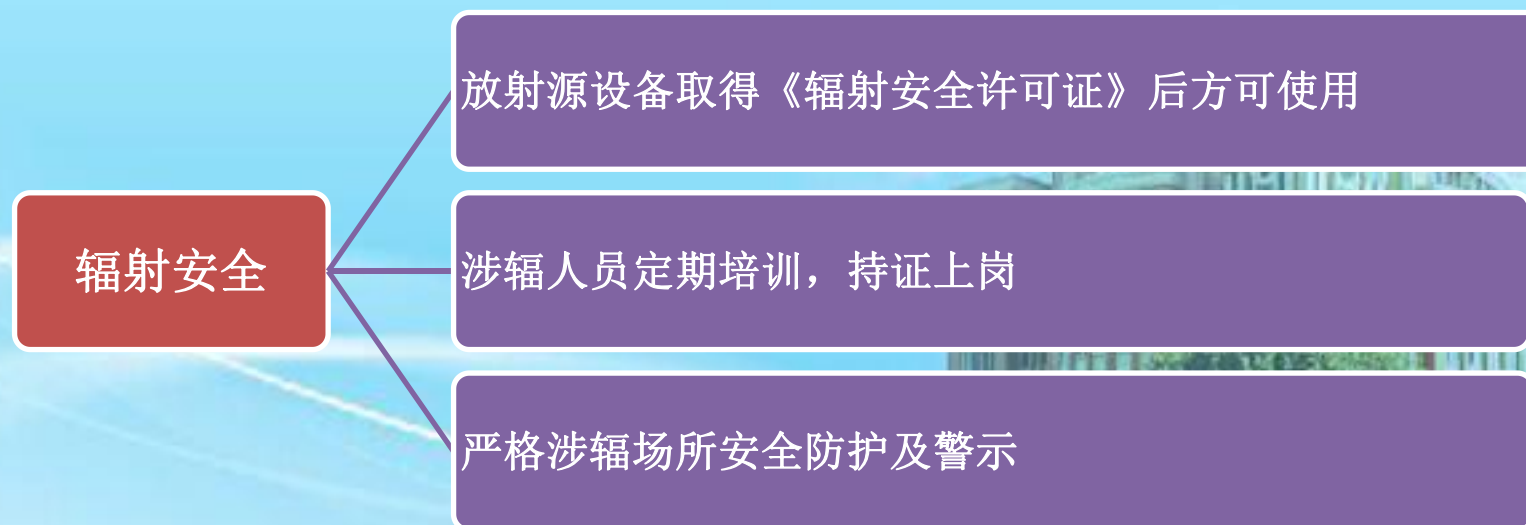 放射源设备取得《辐射安全许可证》后方可使用
辐射安全
涉辐人员定期培训，持证上岗
严格涉辐场所安全防护及警示